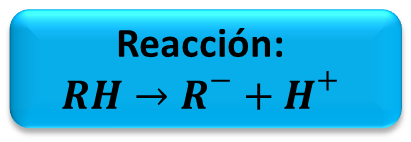 Reacción:
RH → R⁻ + H⁺